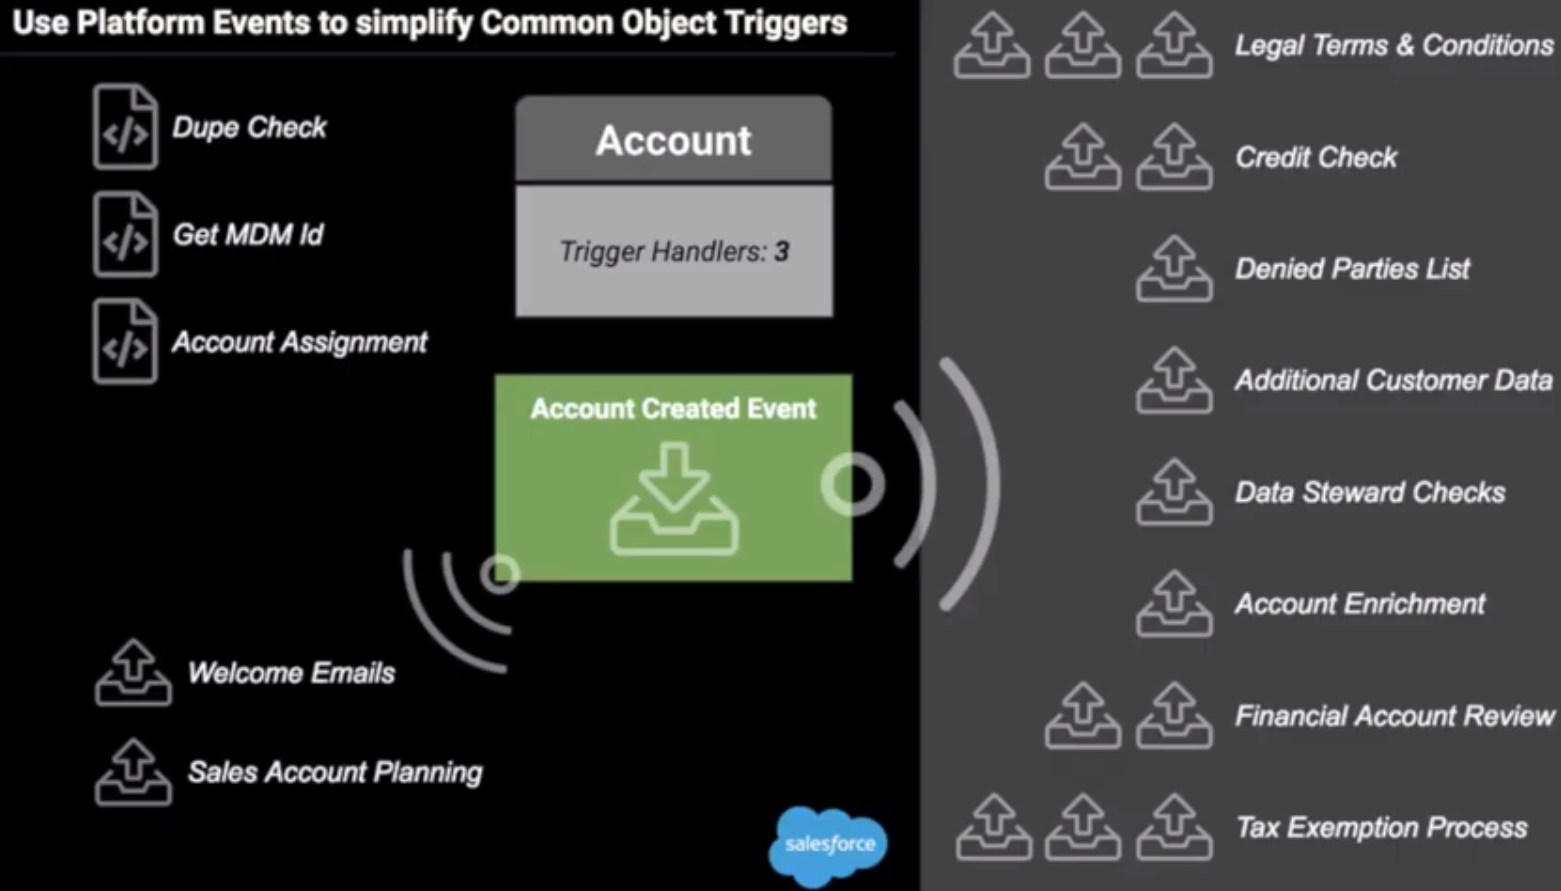 Use Platform Events to simplify Common Object Triggers
Dupe Check
Get MDM Id
Account Assignment
Account
Trigger Handlers: 3
Account Created Event
Welcome Emails
Sales Account Planning
salesforce
Legal Terms & Conditions
Credit Check
Denied Parties List
Additional Customer Data
Data Steward Checks
Account Enrichment
Financial Account Review
Tax Exemption Process